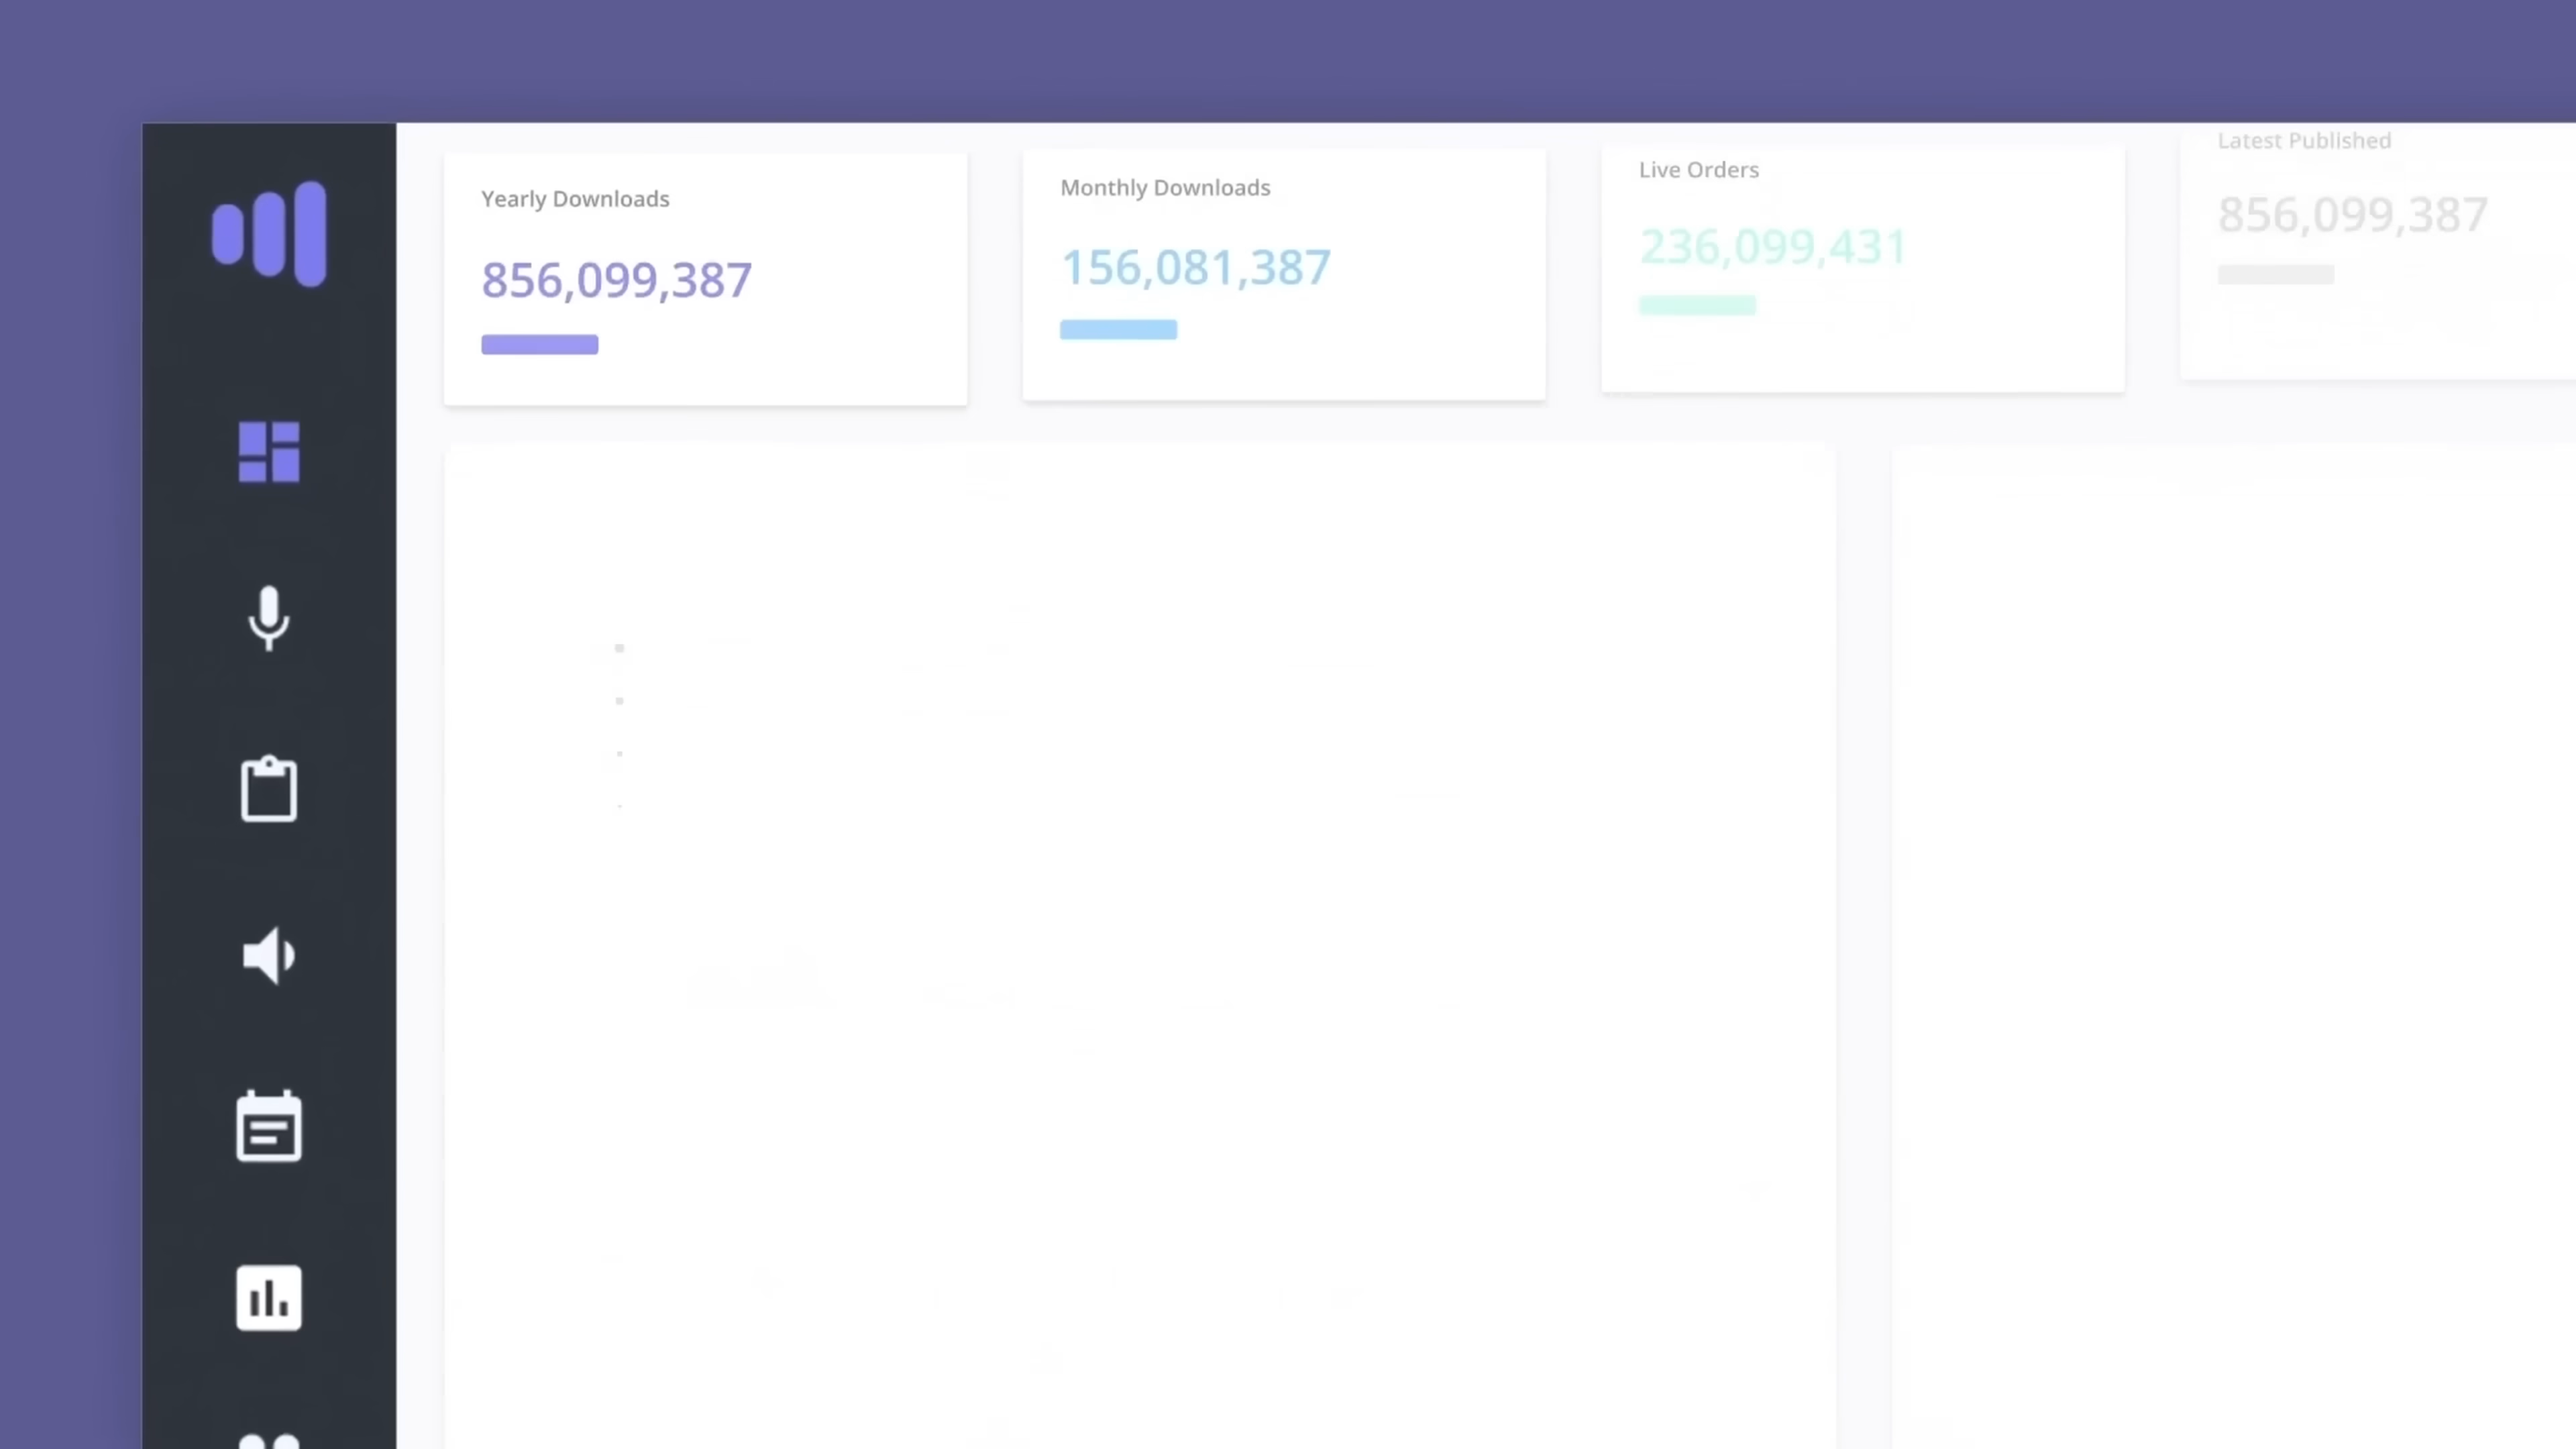 Yearly Downloads
856,099,387
Monthly Downloads
156,081,387
Live Orders
236,099,431
Latest Published
856,099,387